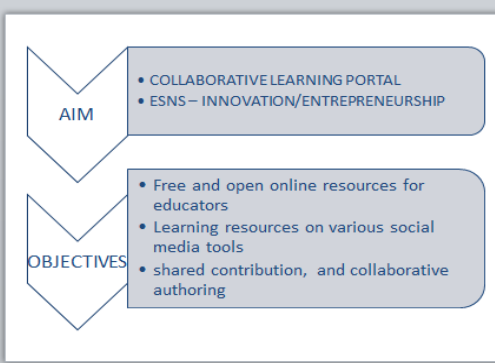 AIM
• COLLABORATIVE LEARNING PORTAL
• ESNS – INNOVATION/ENTREPRENEURSHIP
OBJECTIVES
• Free and open online resources for
educators
• Learning resources on various social
media tools
• shared contribution, and collaborative
authoring